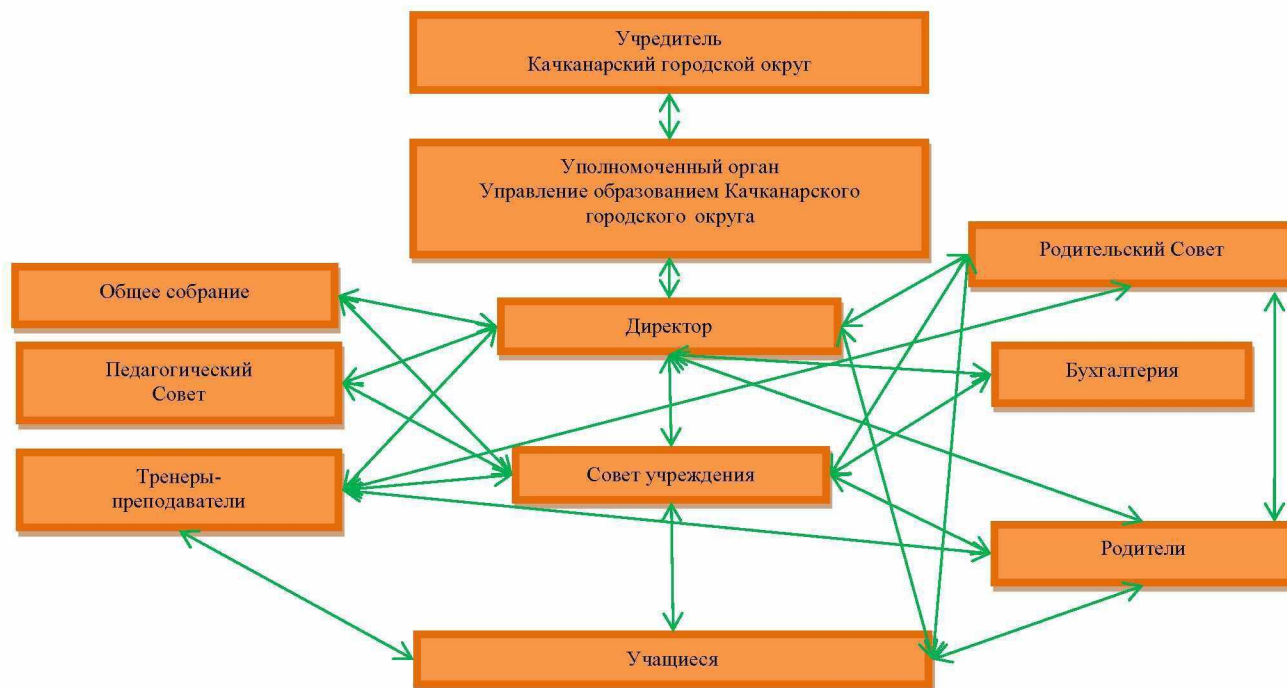 Учредитель
Качканарский городской округ
Уполномоченный орган
Управление образованием Качканарского
городского округа
Родительский Совет
Общее собрание
Директор
Педагогический
Совет
Бухгалтерия
Тренеры-
преподаватели
Совет учреждения
Родители
Учащиеся